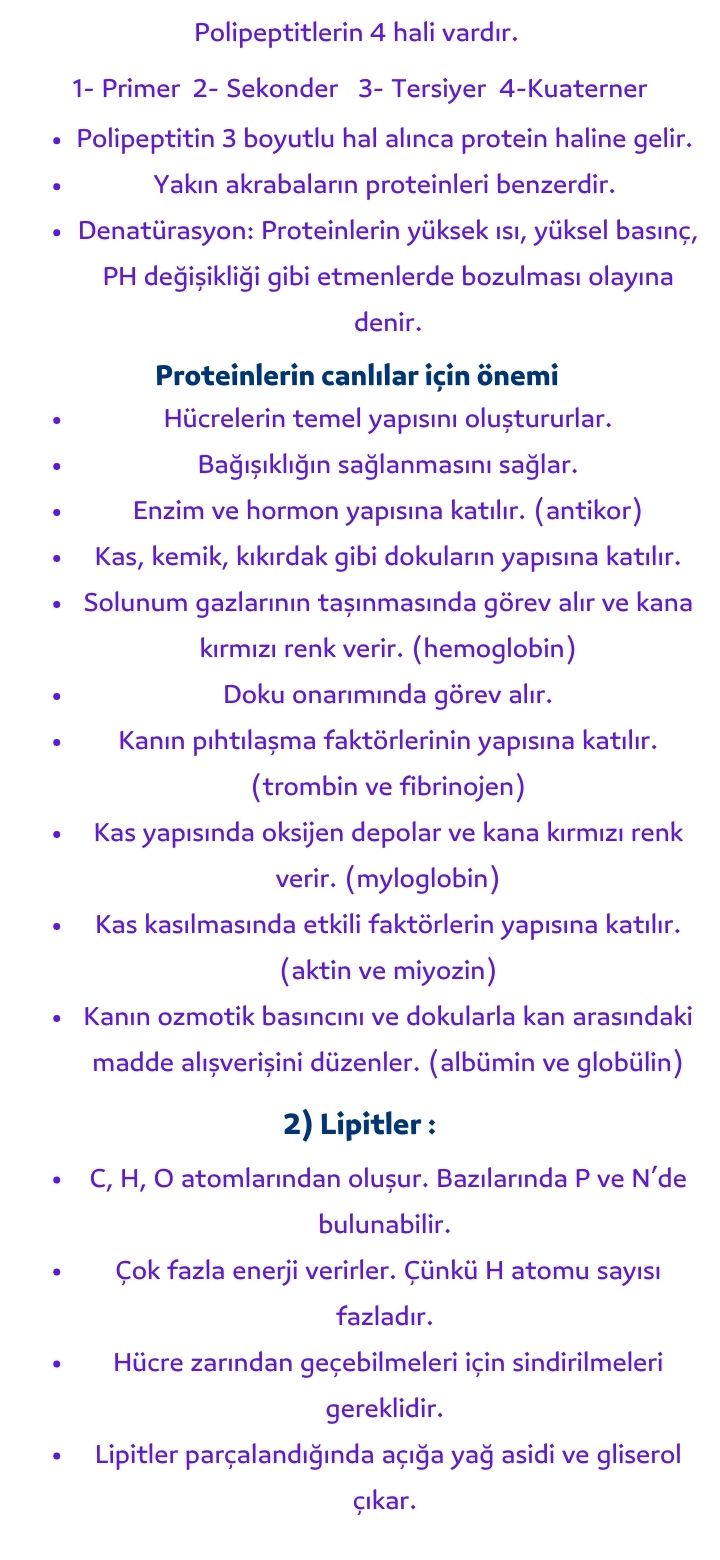 Polipeptitlerin 4 hali vardır.
1- Primer 2- Sekonder 3- Tersiyer 4-Kuaterner
• Polipeptitin 3 boyutlu hal alınca protein haline gelir.
• Yakın akrabaların proteinleri benzerdir.
• Denatürasyon: Proteinlerin yüksek ısı, yüksel basınç,
PH değişikliği gibi etmenlerde bozulması olayına
denir.
Proteinlerin canlılar için önemi
• Hücrelerin temel yapısını oluştururlar.
• Bağışıklığın sağlanmasını sağlar.
• Enzim ve hormon yapısına katılır. (antikor)
• Kas, kemik, kıkırdak gibi dokuların yapısına katılır.
• Solunum gazlarının taşınmasında görev alır ve kana
kırmızı renk verir. (hemoglobin)
• Doku onarımında görev alır.
• Kanın pıhtılaşma faktörlerinin yapısına katılır.
(trombin ve fibrinojen)
• Kas yapısında oksijen depolar ve kana kırmızı renk
verir. (myloglobin)
• Kas kasılmasında etkili faktörlerin yapısına katılır.
(aktin ve miyozin)
• Kanın ozmotik basıncını ve dokularla kan arasındaki
madde alışverişini düzenler. (albümin ve globülin)
2) Lipitler :
• C, H, O atomlarından oluşur. Bazılarında P ve N’de
bulunabilir.
• Çok fazla enerji verirler. Çünkü H atomu sayısı
fazladır.
• Hücre zarından geçebilmeleri için sindirilmeleri
gereklidir.
• Lipitler parçalandığında açığa yağ asidi ve gliserol
çıkar.